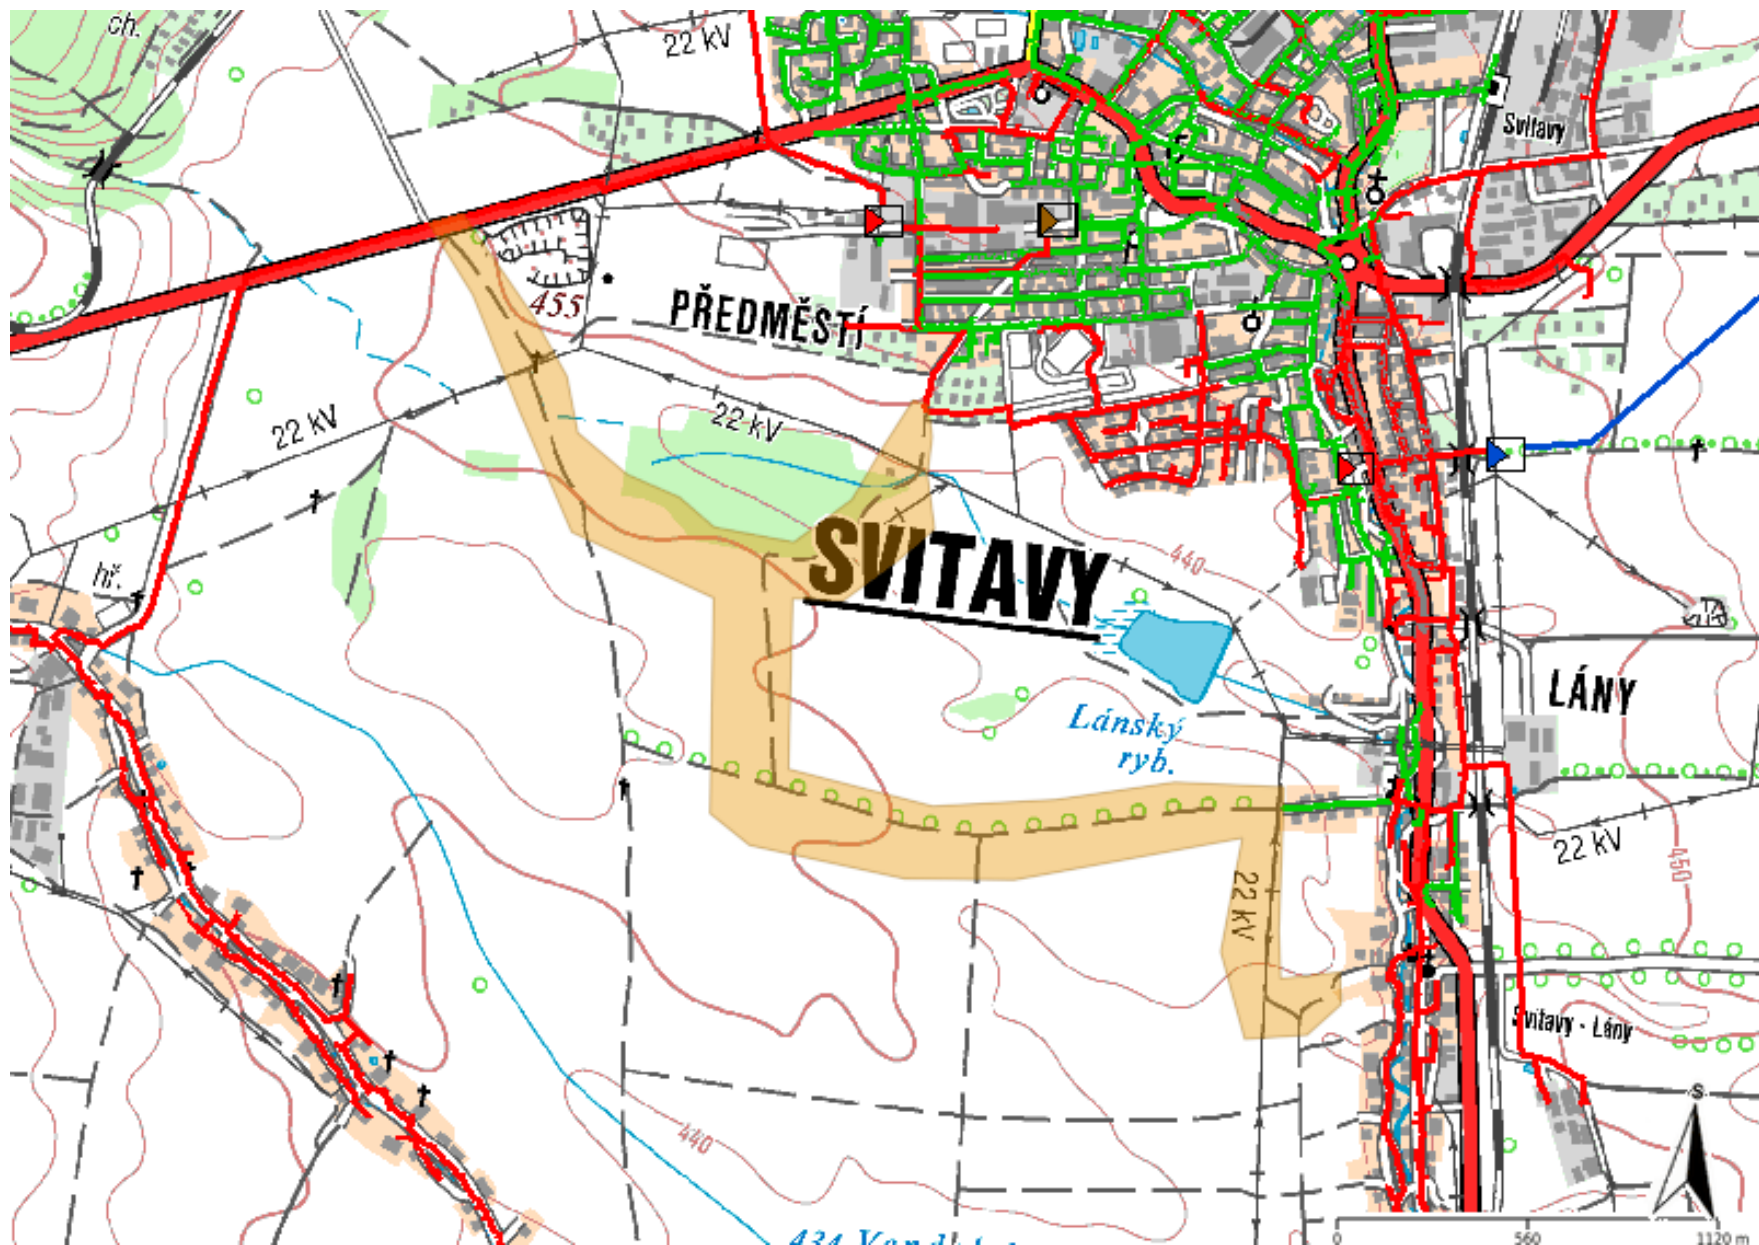 ch.
22 kV
Svitavy
455
PŘEDMĚSTÍ
22 kV
22 kV
SVITAVY
440
hř.
LÁNY
Lánský
ryb.
22 kV
450
22 kV
Svitavy - Lány
440
S
0 560 1120 m